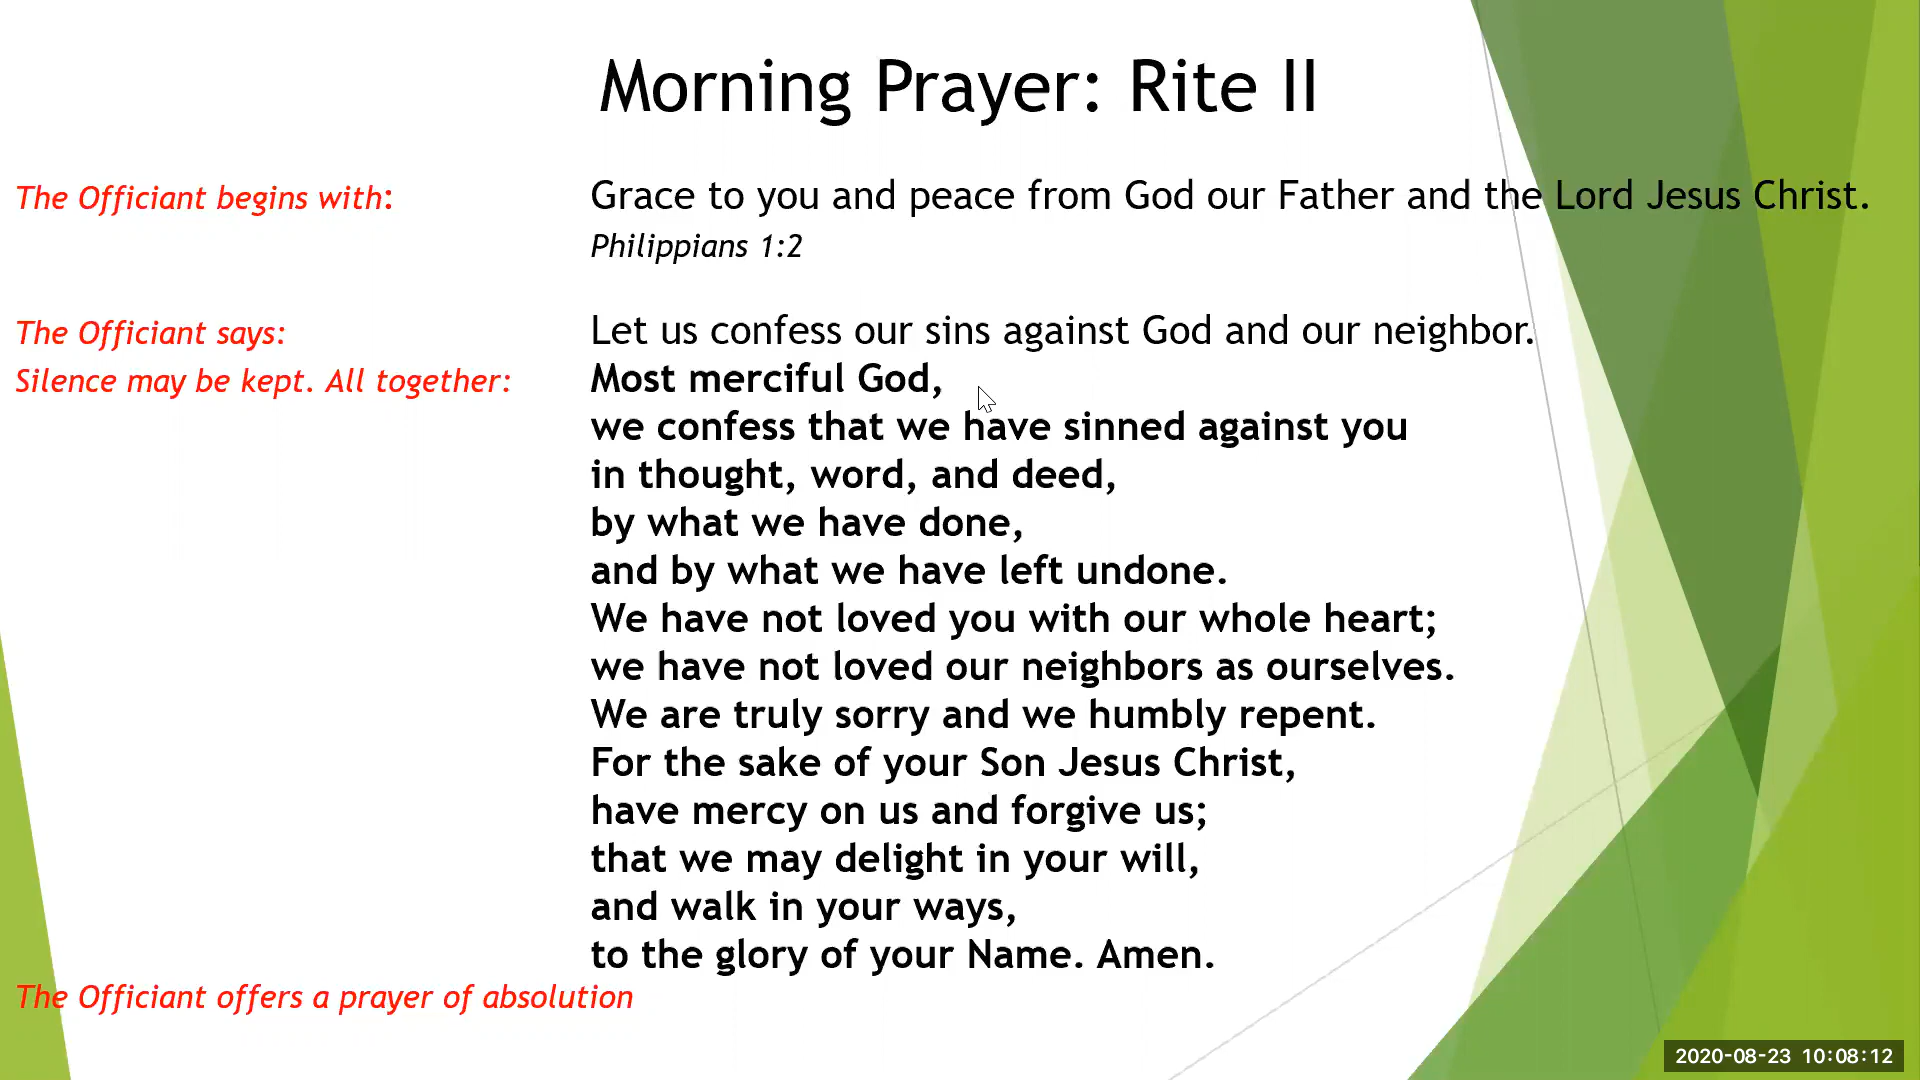 Morning Prayer: Rite II
The Officiant begins with: Grace to you and peace from God our Father and the Lord Jesus Christ.
Philippians 1:2
The Officiant says: Let us confess our sins against God and our neighbor.
Silence may be kept. All together: Most merciful God,
we confess that we have sinned against you
in thought, word, and deed,
by what we have done,
and by what we have left undone.
We have not loved you with our whole heart;
we have not loved our neighbors as ourselves.
We are truly sorry and we humbly repent.
For the sake of your Son Jesus Christ,
have mercy on us and forgive us;
that we may delight in your will,
and walk in your ways,
to the glory of your Name. Amen.
The Officiant offers a prayer of absolution
2020-08-23 10:08:12